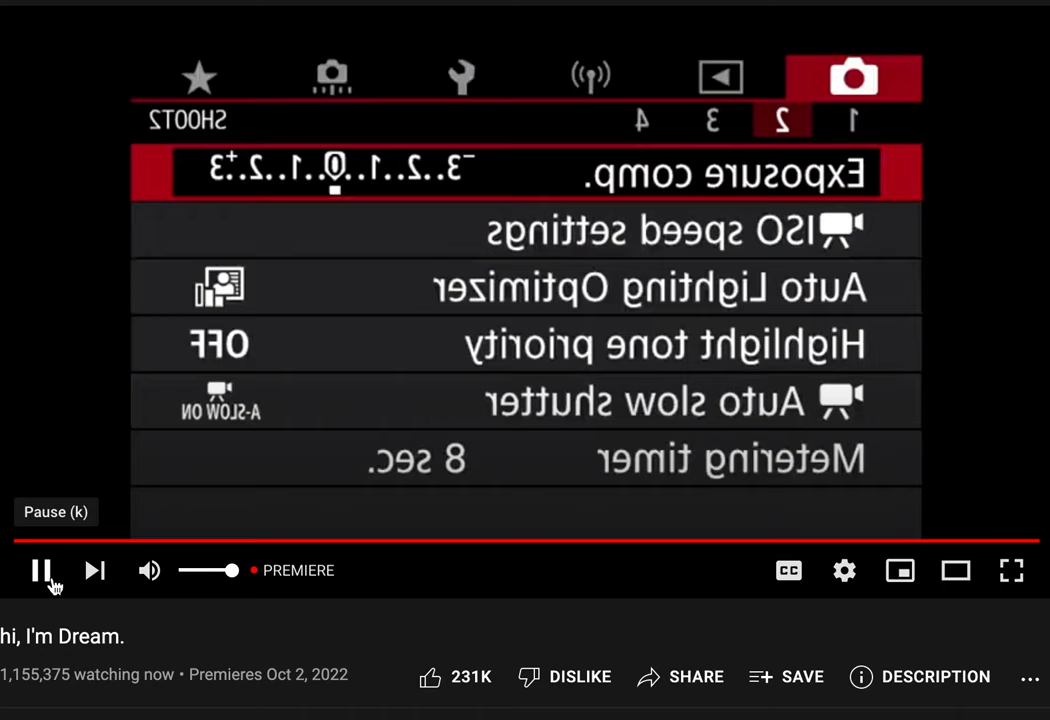 SHOOT2
1 2 3 4
Exposure comp. -3..2..1..0..1..2..+3
ISO speed settings
Auto Lighting Optimizer
Highlight tone priority OFF
Auto slow shutter A-SLOW ON
Metering timer 8 sec.
Pause (k)
CC
PREMIERE
hi, I'm Dream.
1,155,375 watching now • Premieres Oct 2, 2022
231K DISLIKE SHARE SAVE DESCRIPTION ...